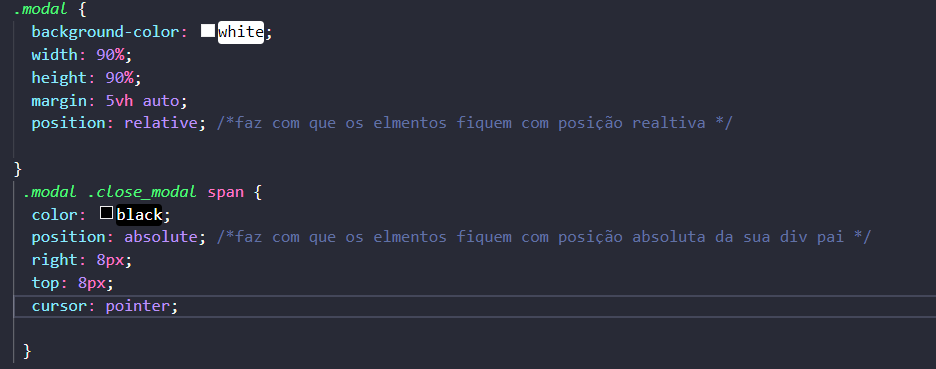 .modal {
background-color: white;
width: 90%;
height: 90%;
margin: 5vh auto;
position: relative; /*faz com que os elmentos fiquem com posição realtiva */
}
.modal .close_modal span {
color: black;
position: absolute; /*faz com que os elmentos fiquem com posição absoluta da sua div pai */
right: 8px;
top: 8px;
cursor: pointer;
}